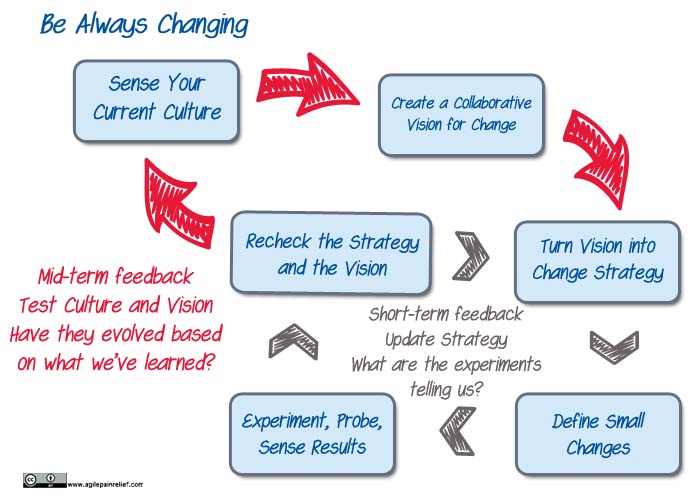 Be Always Changing
Sense Your
Current Culture
Create a Collaborative
Vision for Change
Recheck the Strategy
and the Vision
Turn Vision into
Change Strategy
Mid-term feedback
Test Culture and Vision
Have they evolved based
on what we've learned?
Short-term feedback
Update Strategy
What are the experiments
telling us?
Experiment, Probe,
Sense Results
Define Small
Changes
cc
BY
www.agilepainrelief.com